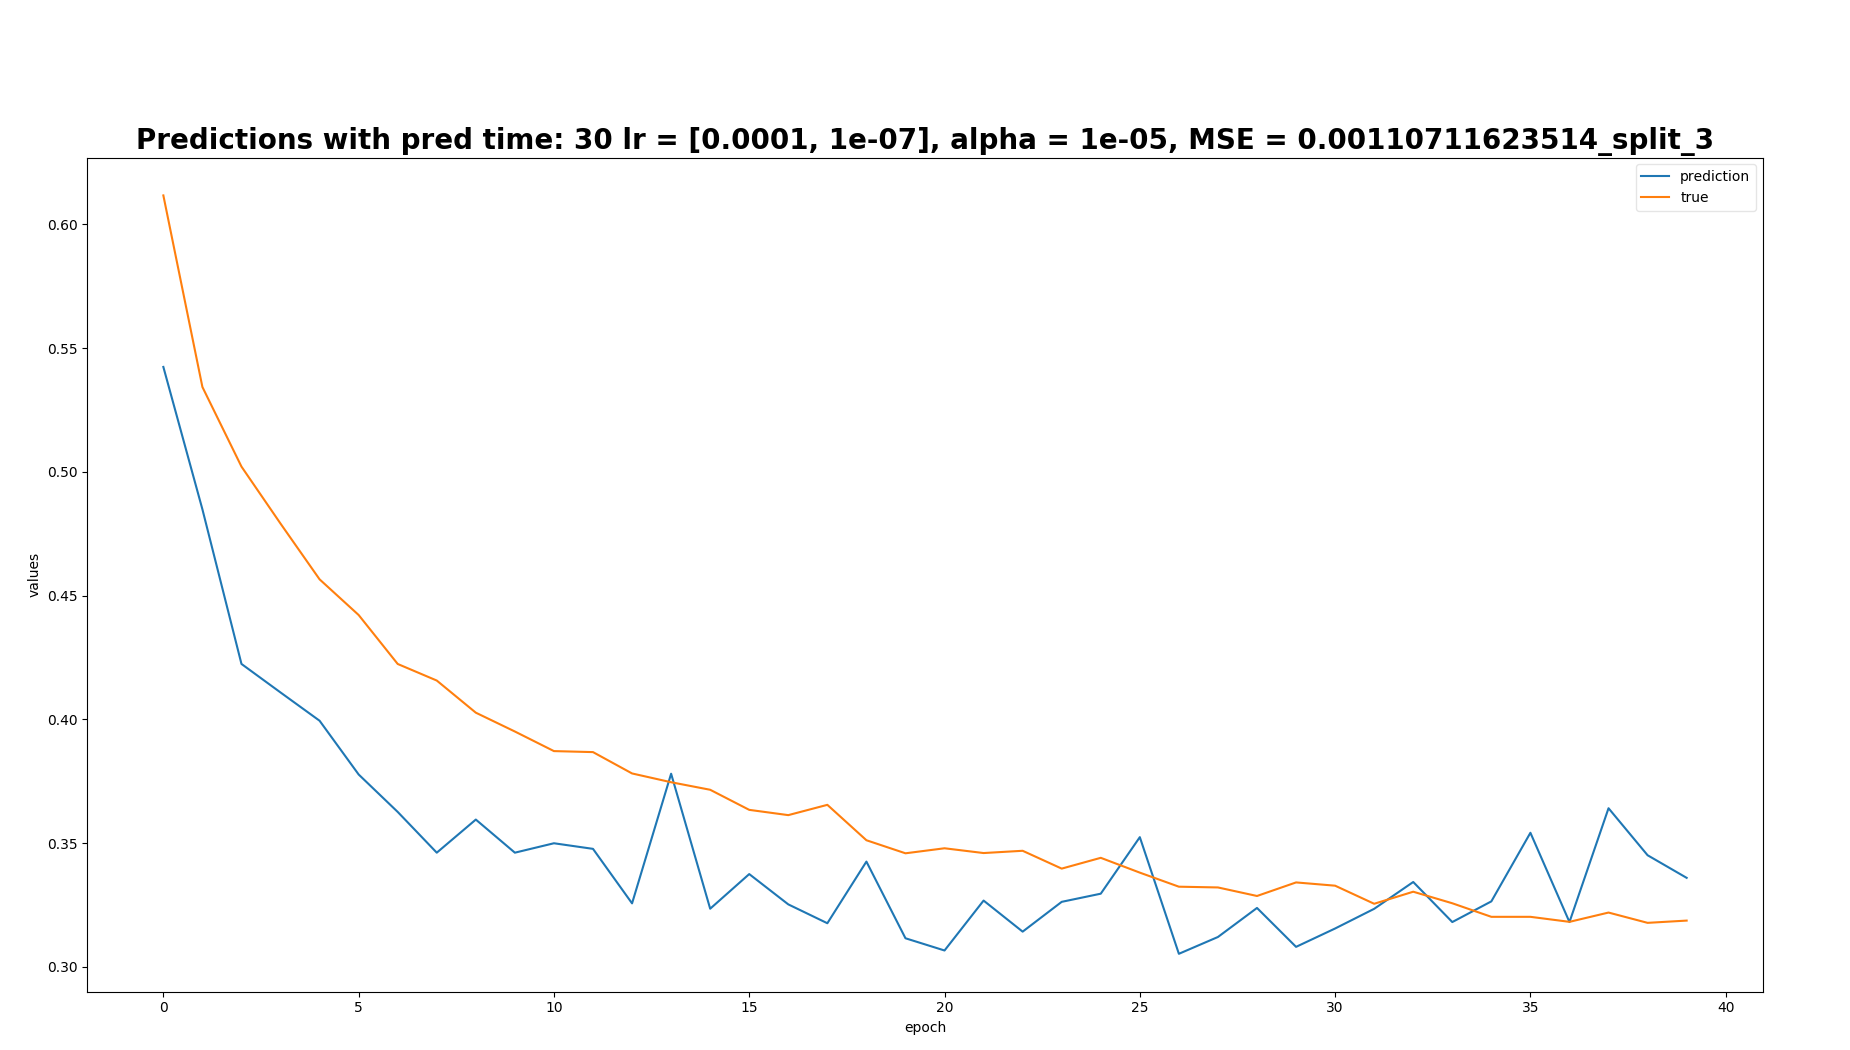 Predictions with pred time: 30 lr = [0.0001, 1e-07], alpha = 1e-05, MSE = 0.00110711623514_split_3
prediction
true
0.60
0.55
0.50
0.45
0.40
0.35
0.30
values
0 5 10 15 20 25 30 35 40
epoch